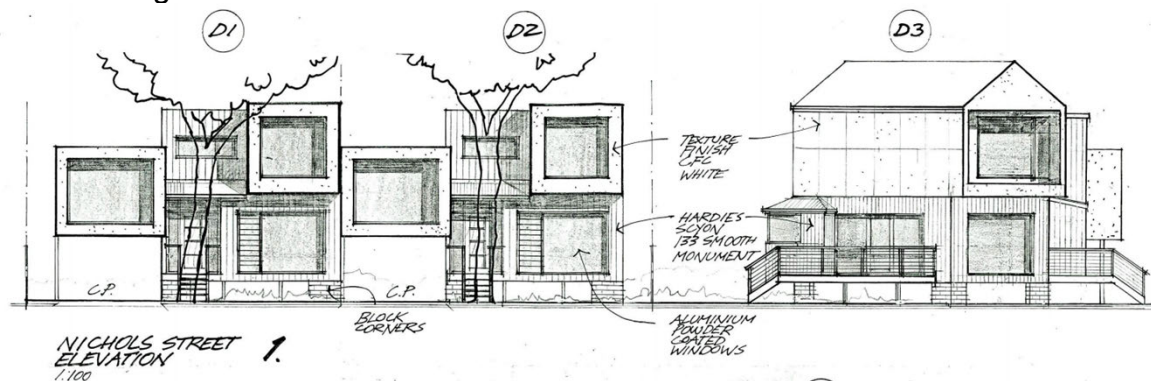 D1
D2
D3
TEXTURE
FINISH
CFC
WHITE
HARDIES
SCYON
133 SMOOTH
MONUMENT
C.P.
C.P.
BLOCK
CORNERS
ALUMINIUM
POWDER
COATED
WINDOWS
NICHOLS STREET
ELEVATION
1.
1:100